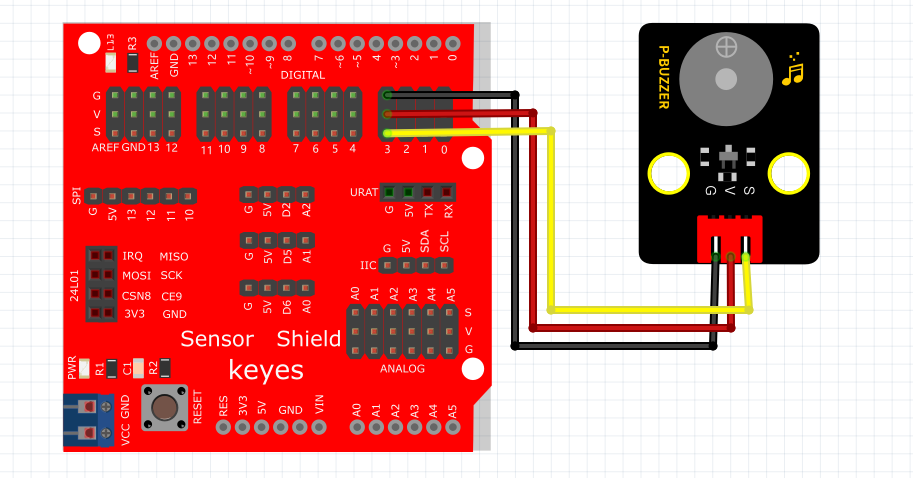 L13
R3
AREF GND 13 12 11 ~10 ~9 8 7 ~6 ~5 4 ~3 2 1 0
DIGITAL
G
V
S
AREF GND 13 12 11 10 9 8 7 6 5 4 3 2 1 0
SPI
G 5V 13 12 11 10
G 5V D2 A2
URAT
G 5V TX RX
G 5V D5 A1
G 5V SDA SCL
IIC
24L01
IRQ MISO
MOSI SCK
CSN8 CE9
3V3 GND
G 5V D6 A0
A0 A1 A2 A3 A4 A5
S
V
G
ANALOG
Sensor Shield
keyes
PWR
R1
C1
R2
RESET
VCC GND
RES 3V3 5V GND VIN
A0 A1 A2 A3 A4 A5
P-BUZZER
G V S